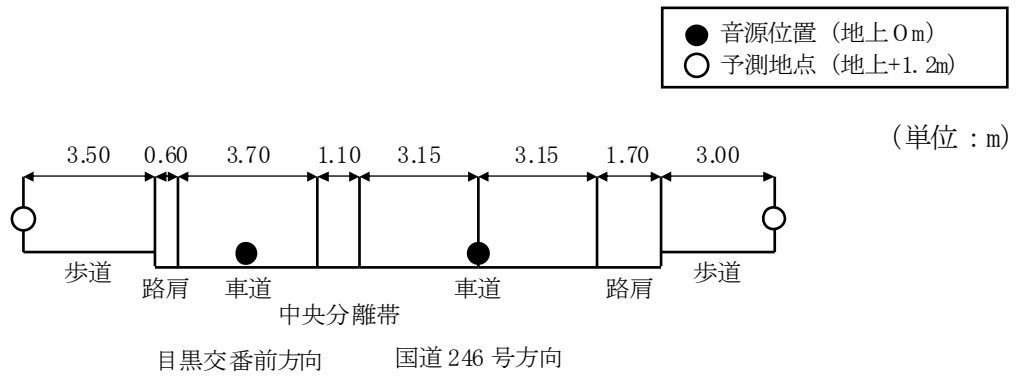 音源位置（地上０m）
予測地点（地上+1.2m）
（単位：m）
3.50 0.60 3.70 1.10 3.15 3.15 1.70 3.00
歩道 路肩 車道 中央分離帯 車道 路肩 歩道
目黒交番前方向 国道246号方向